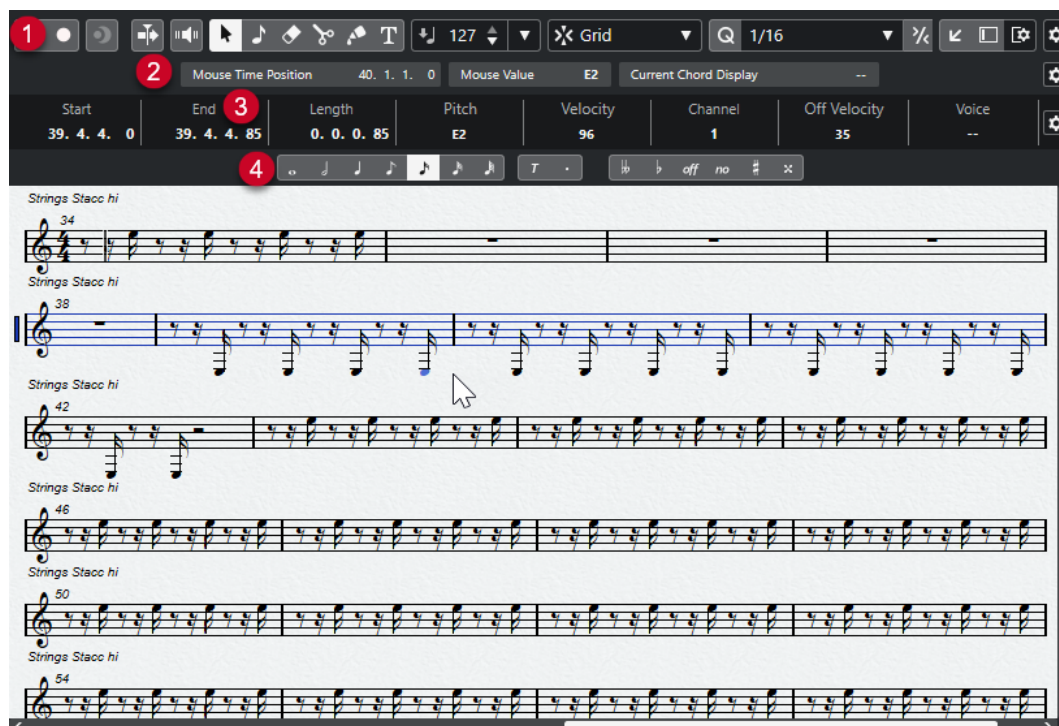 1 T 127 Grid Q 1/16
2 Mouse Time Position 40. 1. 1. 0 Mouse Value E2 Current Chord Display --
Start End 3 Length Pitch Velocity Channel Off Velocity Voice
39. 4. 4. 0 39. 4. 4. 85 0. 0. 0. 85 E2 96 1 35 --
4 T . off no
Strings Stacc hi
34
4
4
Strings Stacc hi
38
Strings Stacc hi
42
Strings Stacc hi
46
Strings Stacc hi
50
Strings Stacc hi
54